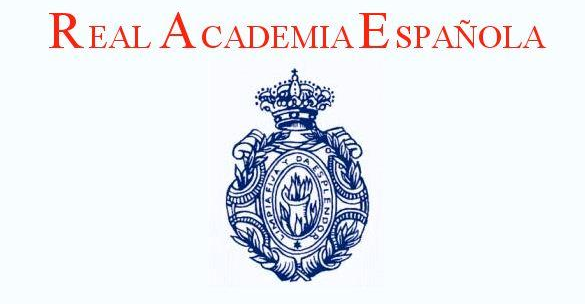 REAL ACADEMIA ESPAÑOLA
LIMPIA FIJA Y DA ESPLENDOR